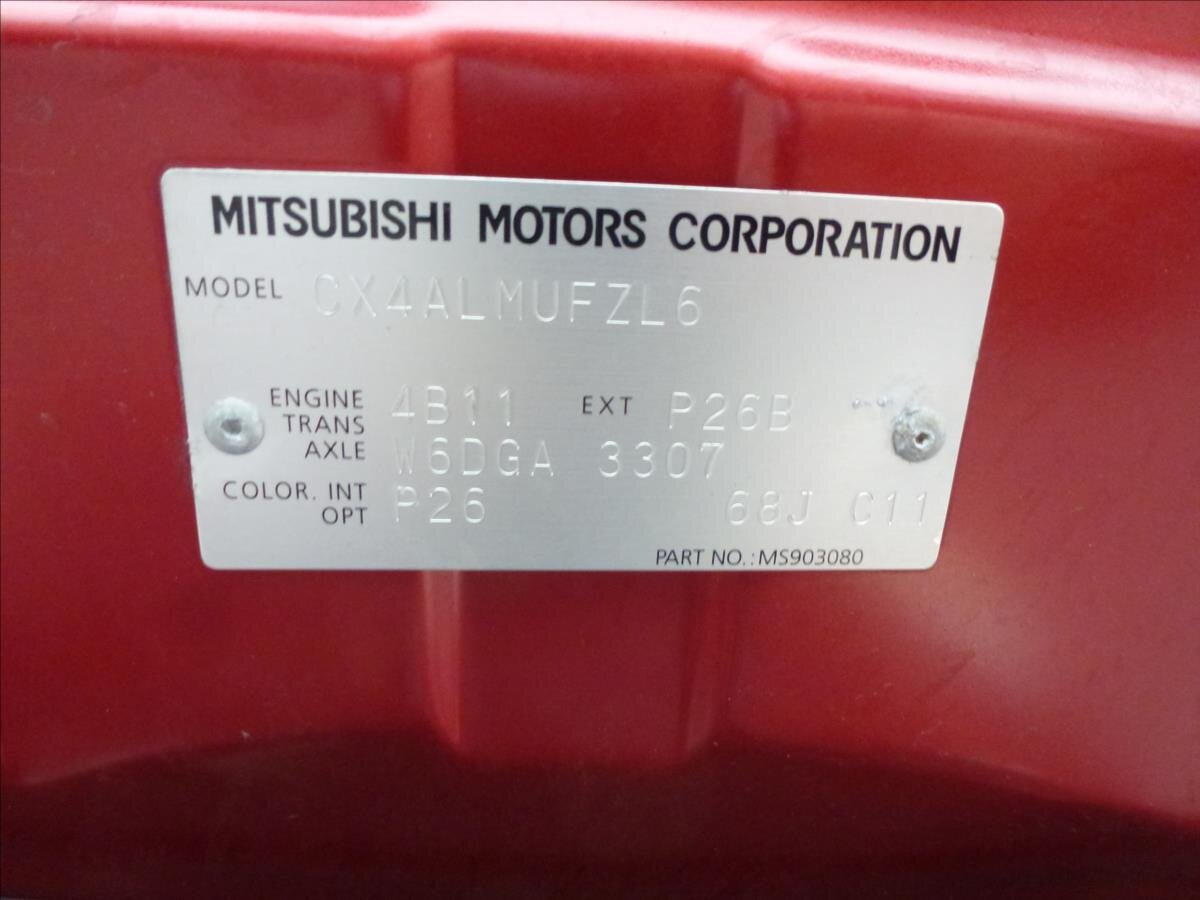 MITSUBISHI MOTORS CORPORATION
MODEL CX4ALMUFZL6
ENGINE 4B11 EXT P26B
TRANS
AXLE W6DGA 3307
COLOR. INT P26 68J C11
OPT
PART NO.: MS903080